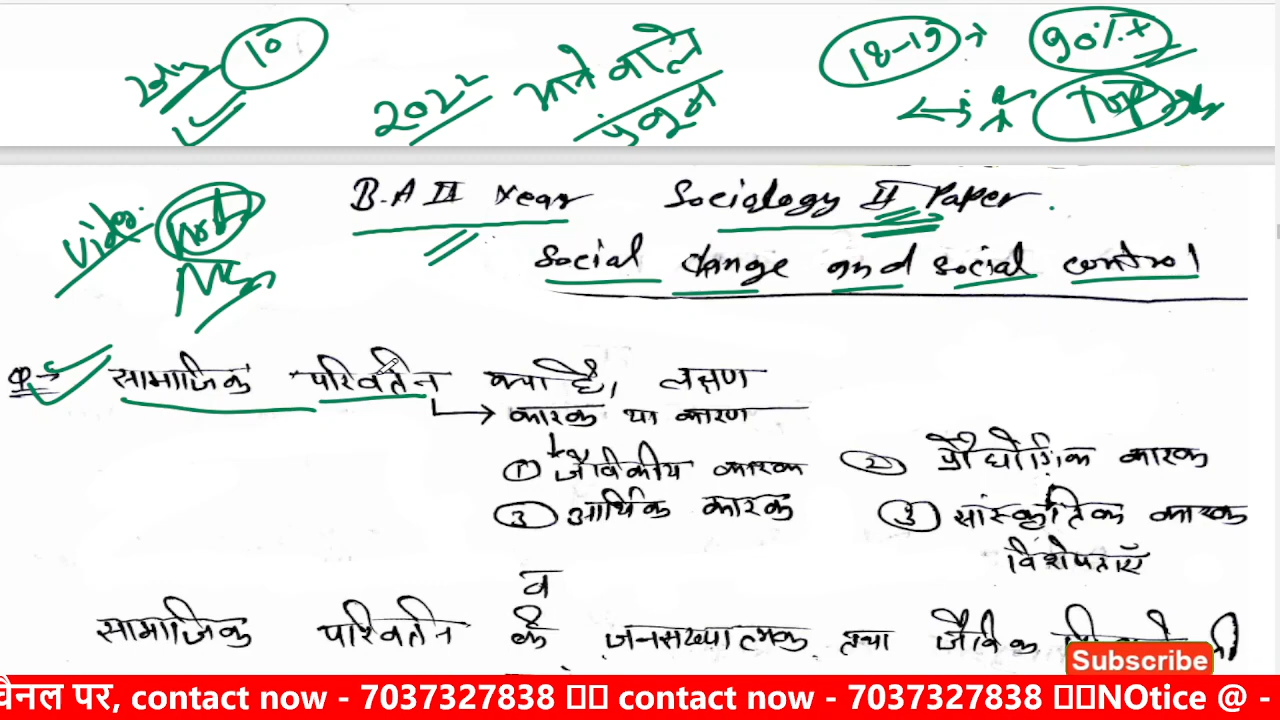 10
2022 आने वाले
18-19 → 90%+
Top
Video
B.A II Year Sociology II Paper.
Social change and social control
Q→ सामाजिक परिवर्तन क्या है, लक्षण
→ कारक या कारण
① जैविकीय कारक ② प्रौद्योगिक कारक
③ आर्थिक कारक सांस्कृतिक कारक
विशेषताएँ
व
सामाजिक परिवर्तन के जनसंख्यात्मक तथा जैविक
Subscribe
चैनल पर, contact now - 7037327838 contact now - 7037327838 NOtice @ -